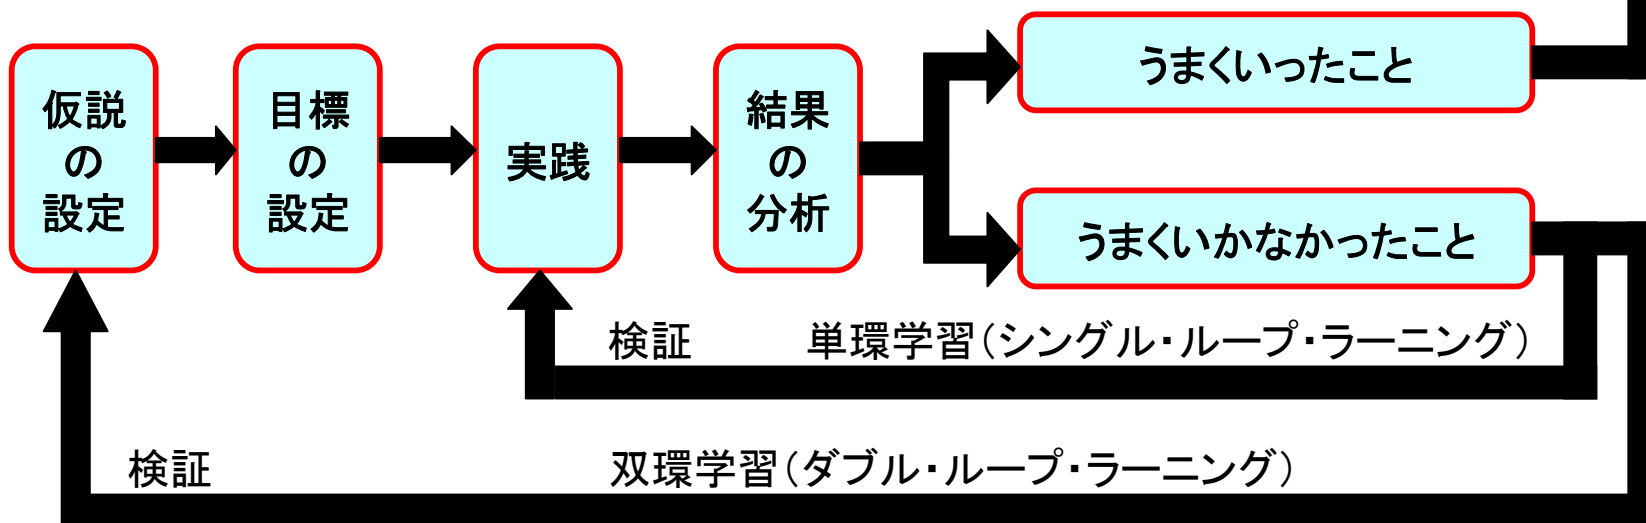 仮説
の
設定
目標
の
設定
実践
結果
の
分析
うまくいったこと
うまくいかなかったこと
検証
単環学習（シングル・ループ・ラーニング）
検証
双環学習（ダブル・ループ・ラーニング）